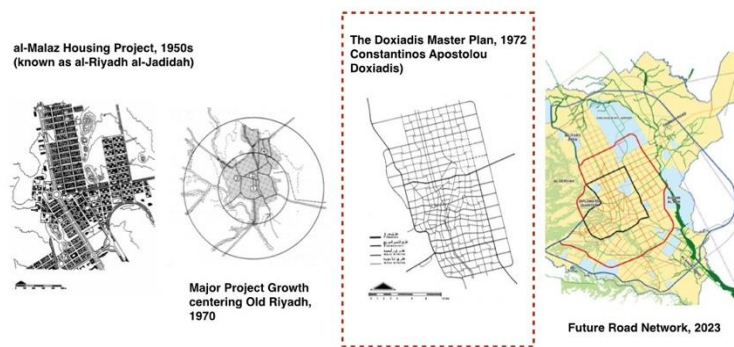 al-Malaz Housing Project, 1950s
(known as al-Riyadh al-Jadidah)
Major Project Growth
centering Old Riyadh,
1970
The Doxiadis Master Plan, 1972
Constantinos Apostolou
Doxiadis)
Future Road Network, 2023